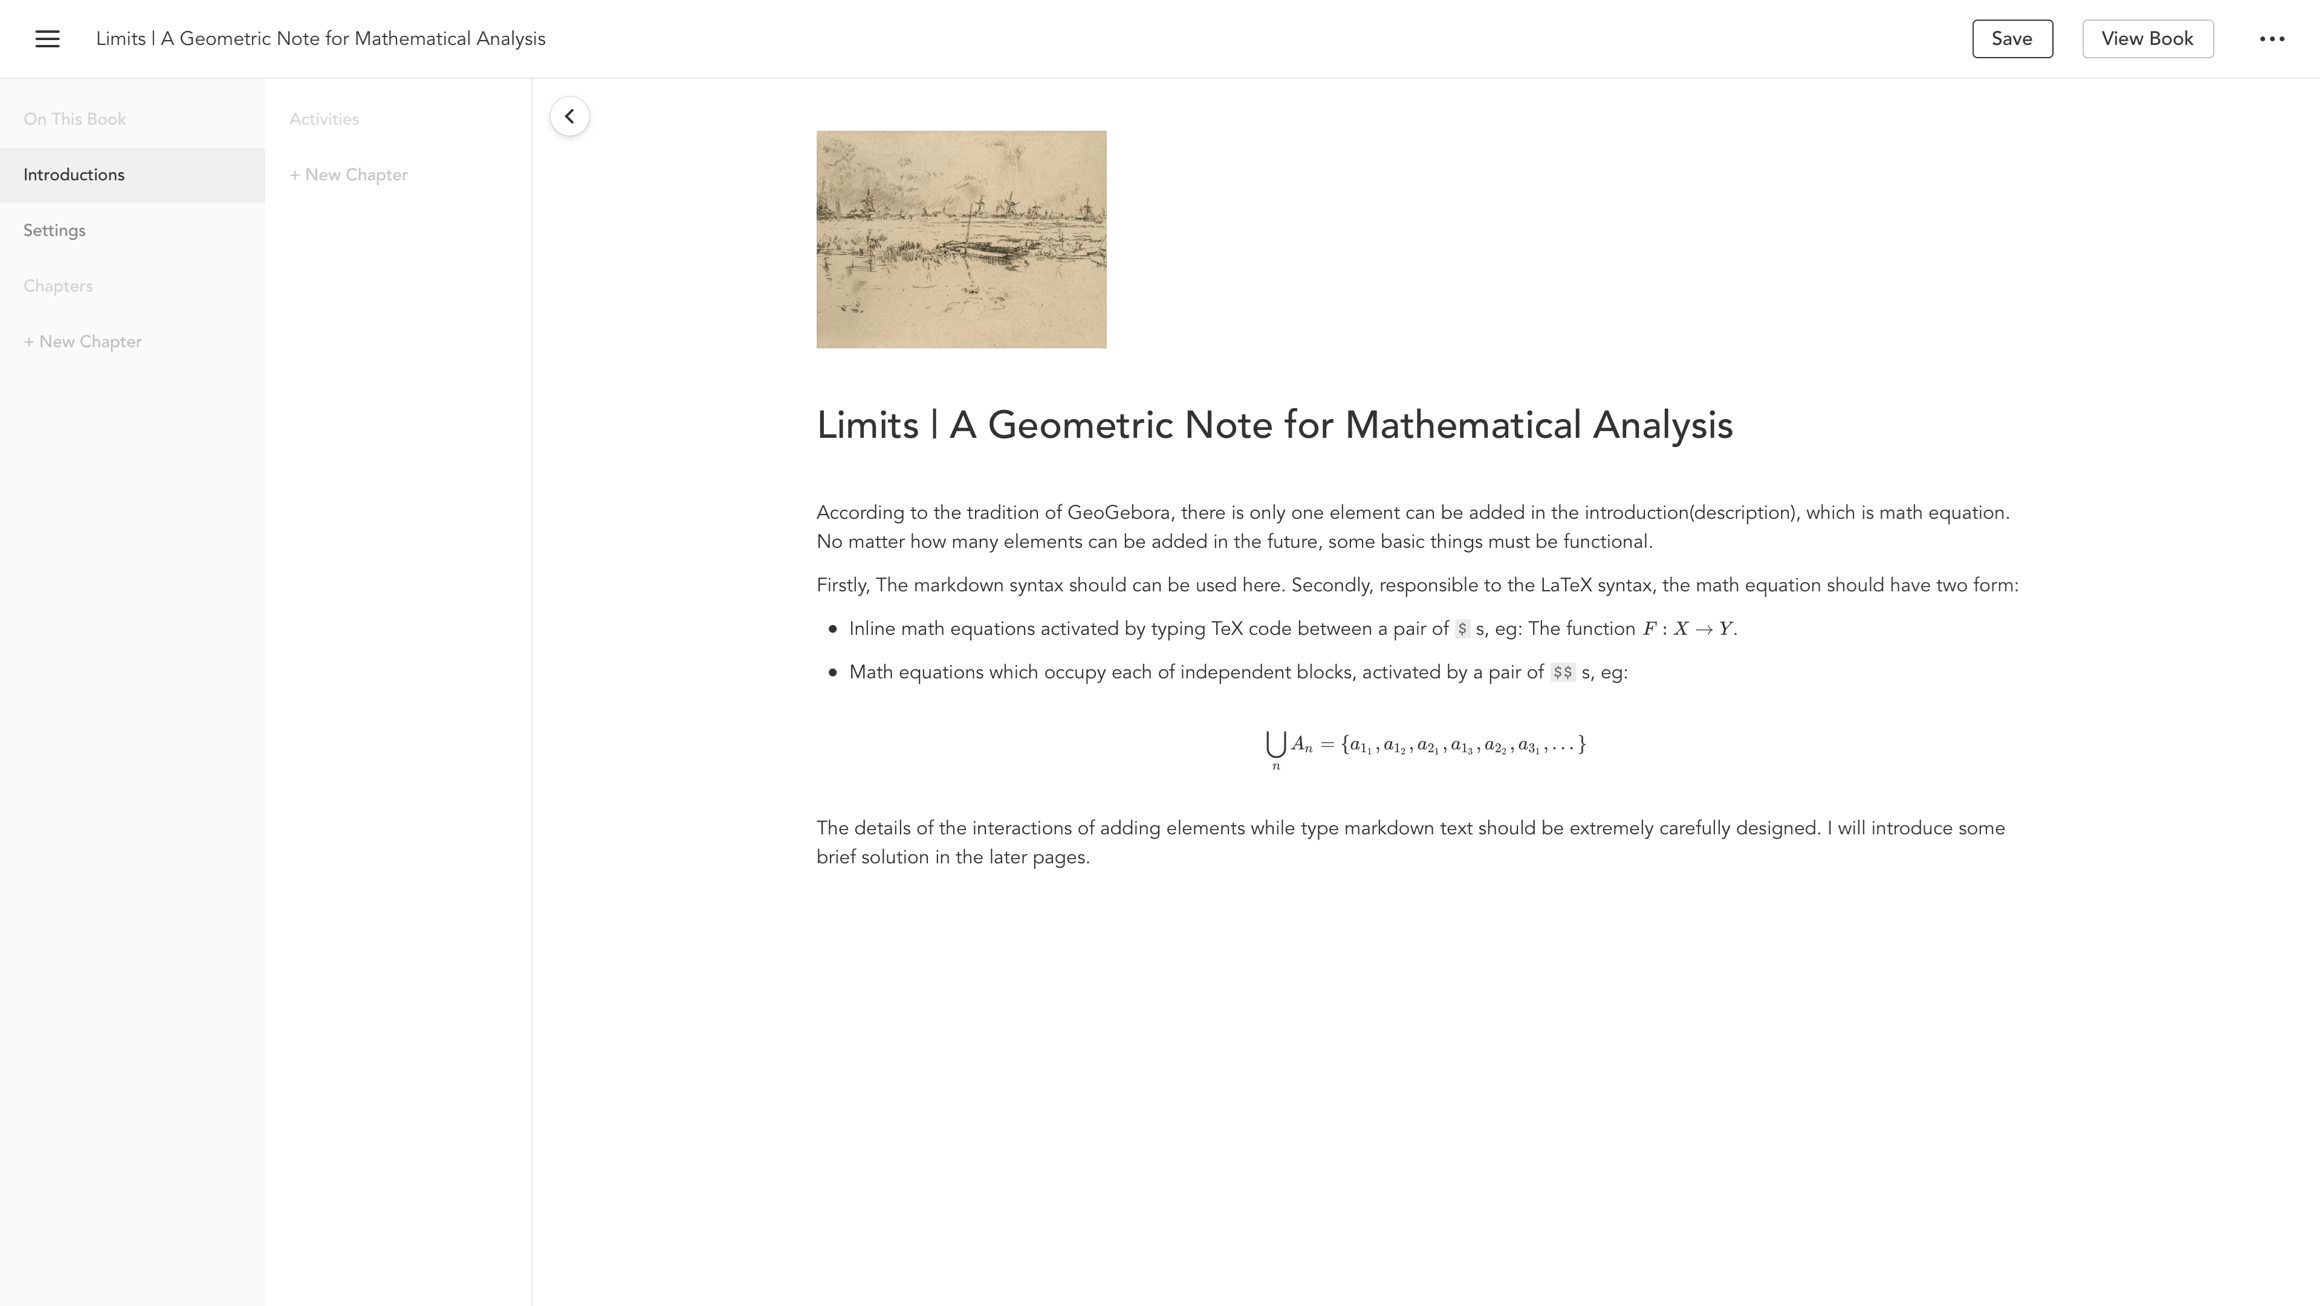 Limits | A Geometric Note for Mathematical Analysis
Save
View Book
On This Book
Introductions
Settings
Chapters
+ New Chapter
Activities
+ New Chapter
Limits | A Geometric Note for Mathematical Analysis
According to the tradition of GeoGebora, there is only one element can be added in the introduction(description), which is math equation.
No matter how many elements can be added in the future, some basic things must be functional.
Firstly, The markdown syntax should can be used here. Secondly, responsible to the LaTeX syntax, the math equation should have two form:
● Inline math equations activated by typing TeX code between a pair of $ s, eg: The function F : X → Y.
● Math equations which occupy each of independent blocks, activated by a pair of $$ s, eg:
⋃_n A_n = {a_{1_1}, a_{1_2}, a_{2_1}, a_{1_3}, a_{2_2}, a_{3_1}, ...}
The details of the interactions of adding elements while type markdown text should be extremely carefully designed. I will introduce some
brief solution in the later pages.